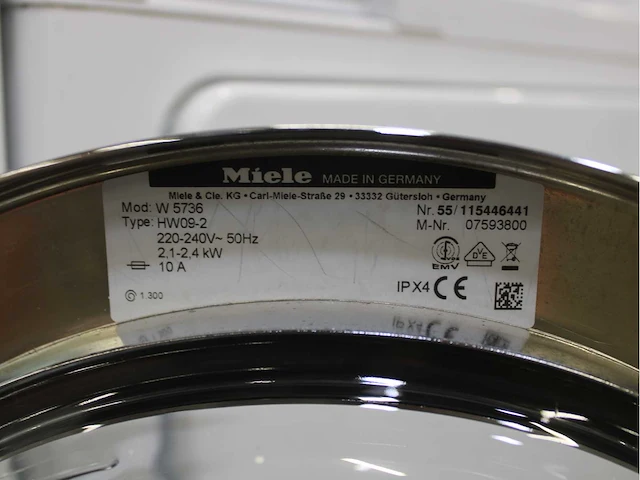 Miele MADE IN GERMANY
Miele & Cie. KG • Carl-Miele-Straße 29 • 33332 Gütersloh • Germany
Mod: W 5736
Type: HW09-2
220-240V~ 50Hz
2,1-2,4 kW
10 A
1.300
Nr. 55/115446441
M-Nr. 07593800
EMV
VDE
IPX4 CE